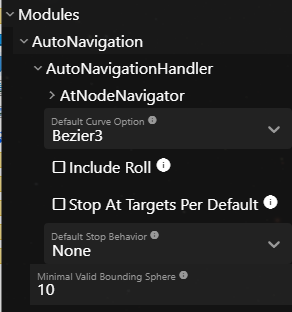 Modules
AutoNavigation
AutoNavigationHandler
AtNodeNavigator
Default Curve Option
Bezier3
Include Roll
Stop At Targets Per Default
Default Stop Behavior
None
Minimal Valid Bounding Sphere
10